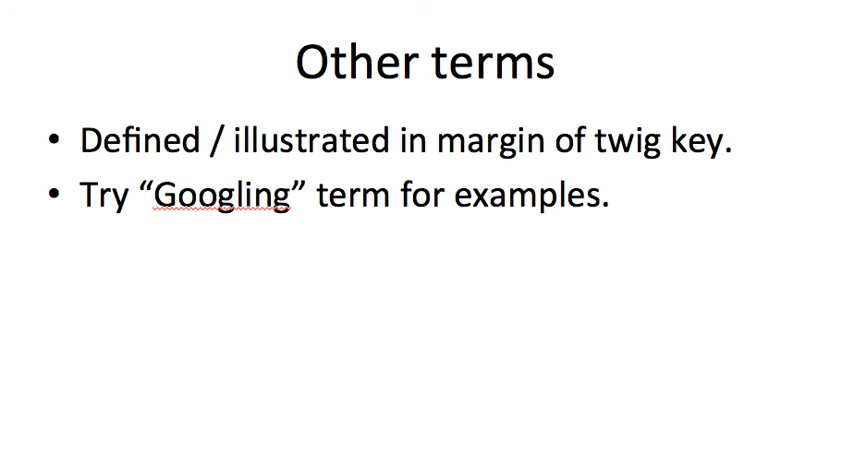 Other terms
• Defined / illustrated in margin of twig key.
• Try “Googling” term for examples.